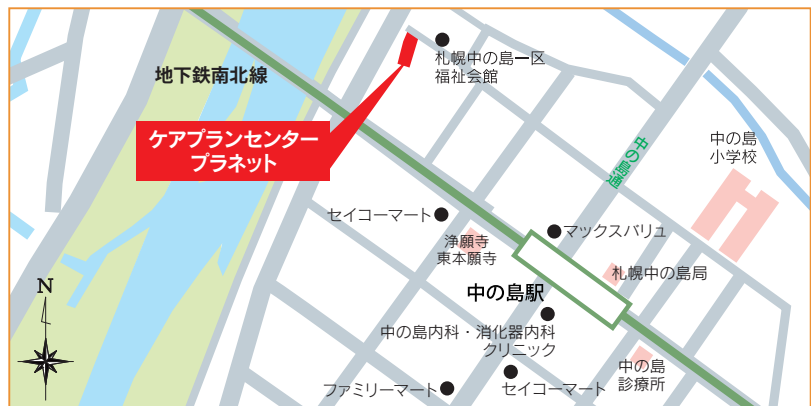 地下鉄南北線
札幌中の島一区
福祉会館
ケアプランセンター
プラネット
中の島通
中の島
小学校
セイコーマート
浄願寺
東本願寺
マックスバリュ
札幌中の島局
中の島駅
N
中の島内科・消化器内科
クリニック
中の島
診療所
ファミリーマート
セイコーマート